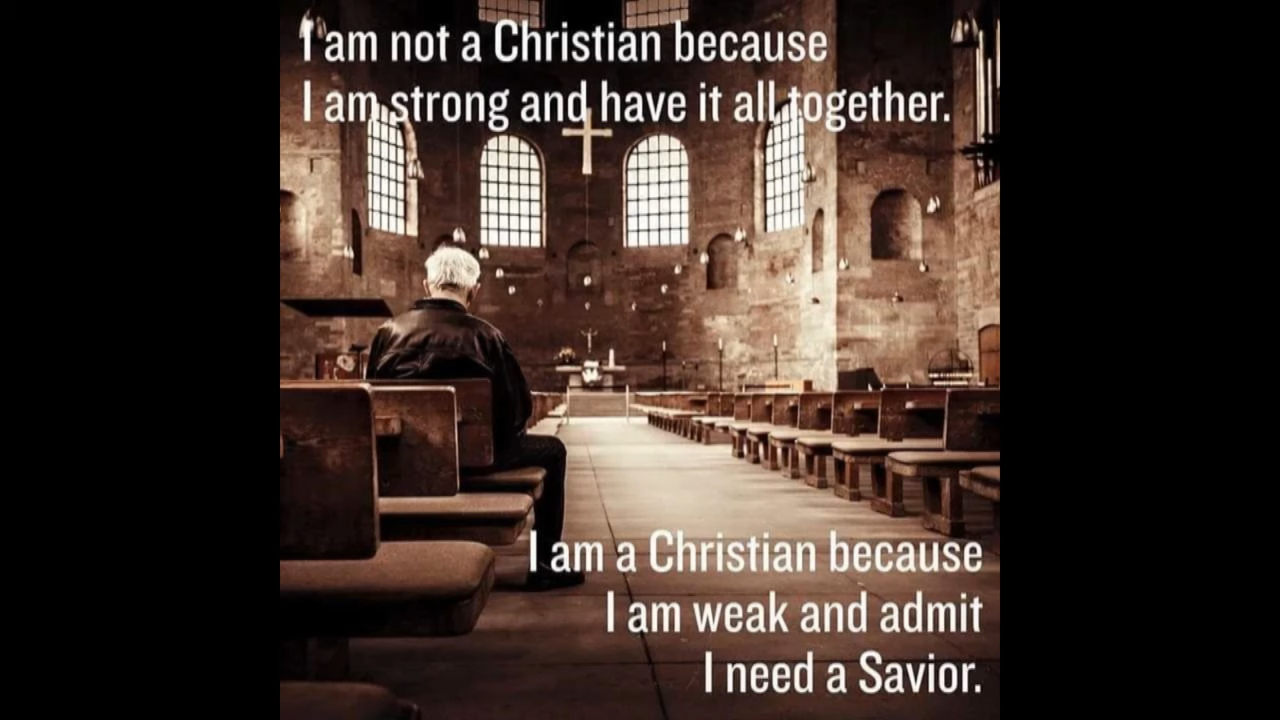 I am not a Christian because
I am strong and have it all together.
I am a Christian because
I am weak and admit
I need a Savior.